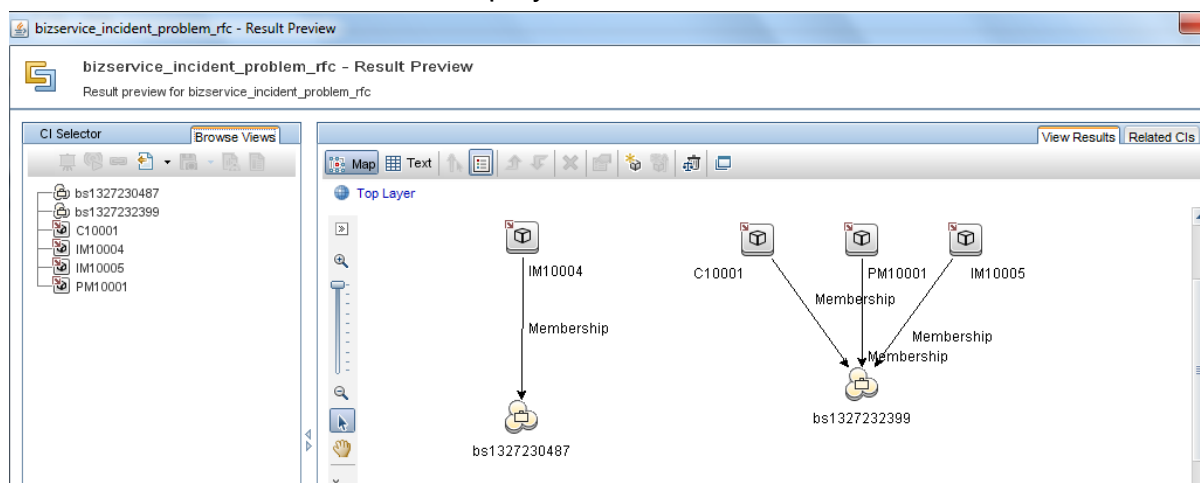 bizservice_incident_problem_rfc - Result Preview
bizservice_incident_problem_rfc - Result Preview
Result preview for bizservice_incident_problem_rfc
CI Selector Browse Views
View Results Related CIs
Map Text
bs1327230487
bs1327232399
C10001
IM10004
IM10005
PM10001
Top Layer
IM10004
C10001 PM10001 IM10005
Membership
Membership
Membership
Membership
bs1327232399
bs1327230487